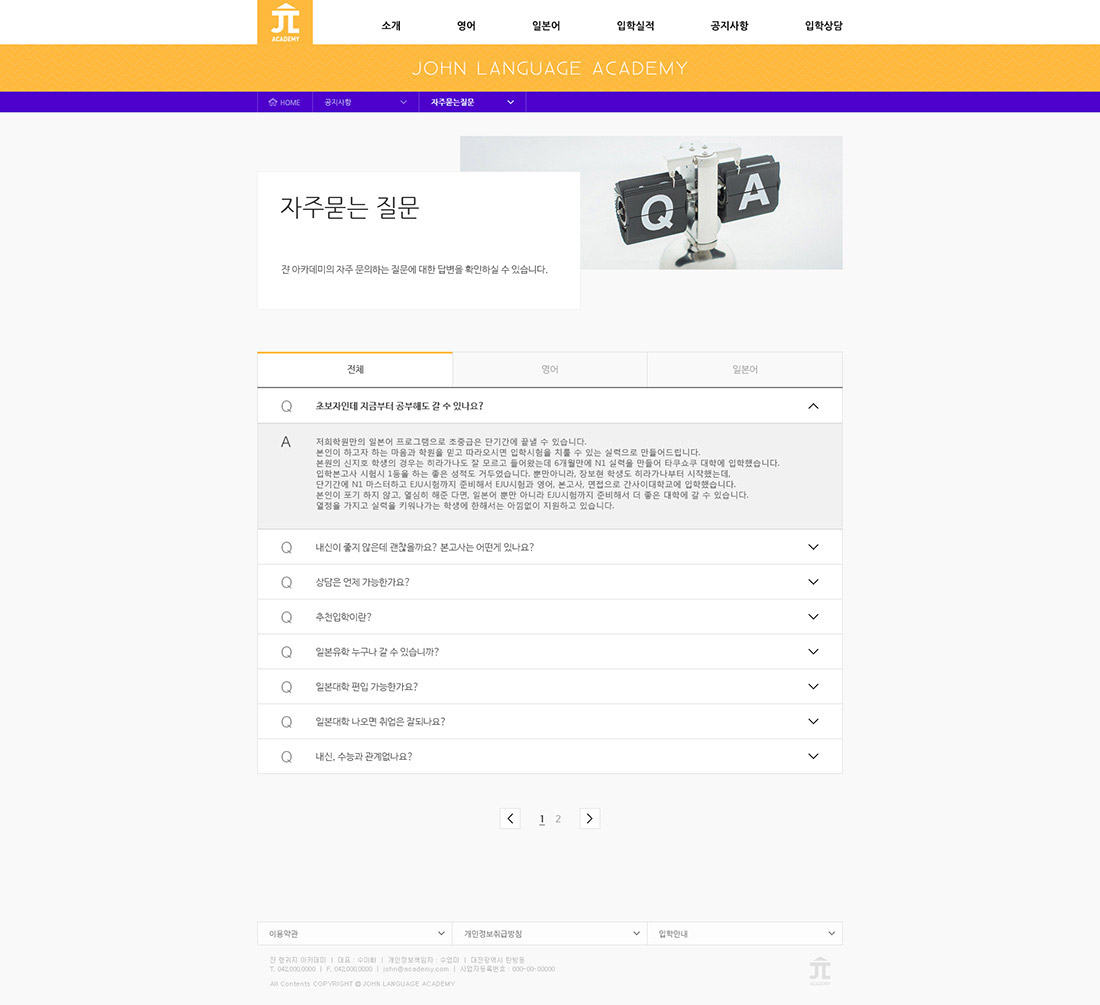 ACADEMY
소개 영어 일본어 입학실적 공지사항 입학상담
JOHN LANGUAGE ACADEMY
HOME 공지사항 자주묻는질문
Q A
자주묻는 질문
쟌 아카데미의 자주 문의하는 질문에 대한 답변을 확인하실 수 있습니다.
전체 영어 일본어
Q 초보자인데 지금부터 공부해도 갈 수 있나요?
A 저희학원만의 일본어 프로그램으로 초중급은 단기간에 끝낼 수 있습니다.
본인이 하고자 하는 마음과 학원을 믿고 따라오시면 입학시험을 치룰 수 있는 실력으로 만들어드립니다.
본원의 신지호 학생의 경우는 히라가나도 잘 모르고 들어왔는데 6개월만에 N1 실력을 만들어 타쿠쇼쿠 대학에 입학했습니다.
입학본고사 시험시 1등을 하는 좋은 성적도 거두었습니다. 뿐만아니라, 장보현 학생도 히라가나부터 시작했는데,
단기간에 N1 마스터하고 EJU시험까지 준비해서 EJU시험과 영어, 본고사, 면접으로 간사이대학교에 입학했습니다.
본인이 포기 하지 않고, 열심히 해준 다면, 일본어 뿐만 아니라 EJU시험까지 준비해서 더 좋은 대학에 갈 수 있습니다.
열정을 가지고 실력을 키워나가는 학생에 한해서는 아낌없이 지원하고 있습니다.
Q 내신이 좋지 않은데 괜찮을까요? 본고사는 어떤게 있나요?
Q 상담은 언제 가능한가요?
Q 추천입학이란?
Q 일본유학 누구나 갈 수 있습니까?
Q 일본대학 편입 가능한가요?
Q 일본대학 나오면 취업은 잘되나요?
Q 내신, 수능과 관계없나요?
1 2
이용약관 개인정보취급방침 입학안내
쟌 랭귀지 아카데미 | 대표 : 수미화 | 개인정보책임자 : 수엽미 | 대전광역시 탄방동
T. 042.000.0000 | F. 042.000.0000 | john@academy.com | 사업자등록번호 : 000-00-00000
All Contents COPYRIGHT © JOHN LANGUAGE ACADEMY
ACADEMY